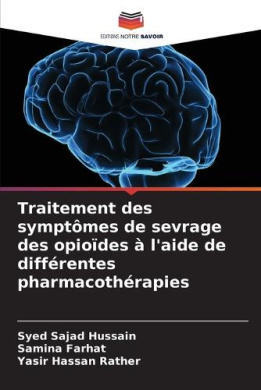 EDITIONS NOTRE SAVOIR
Traitement des
symptômes de sevrage
des opioïdes à l'aide de
différentes
pharmacothérapies
Syed Sajad Hussain
Samina Farhat
Yasir Hassan Rather